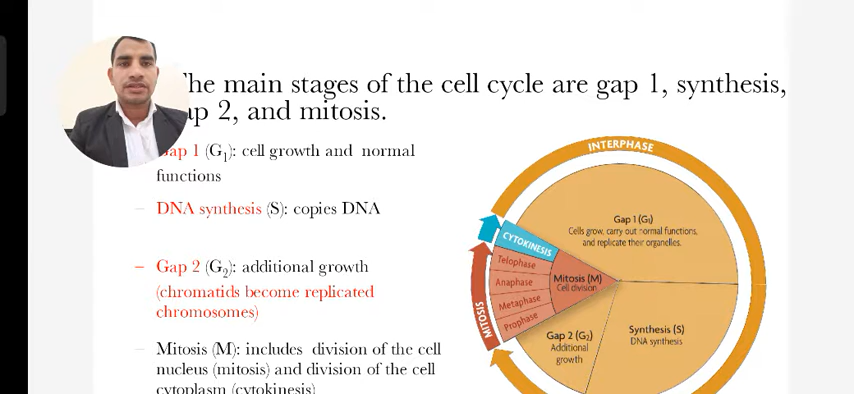 he main stages of the cell cycle are gap 1, synthesis,
ap 2, and mitosis.
Gap 1 (G₁): cell growth and normal
functions
– DNA synthesis (S): copies DNA
– Gap 2 (G₂): additional growth
(chromatids become replicated
chromosomes)
– Mitosis (M): includes division of the cell
nucleus (mitosis) and division of the cell
cytoplasm (cytokinesis)
INTERPHASE
Gap 1 (G₁)
Cells grow, carry out normal functions,
and replicate their organelles.
CYTOKINESIS
Telophase
Anaphase
Metaphase
Prophase
Mitosis (M)
Cell division
MITOSIS
Gap 2 (G₂)
Additional
growth
Synthesis (S)
DNA synthesis